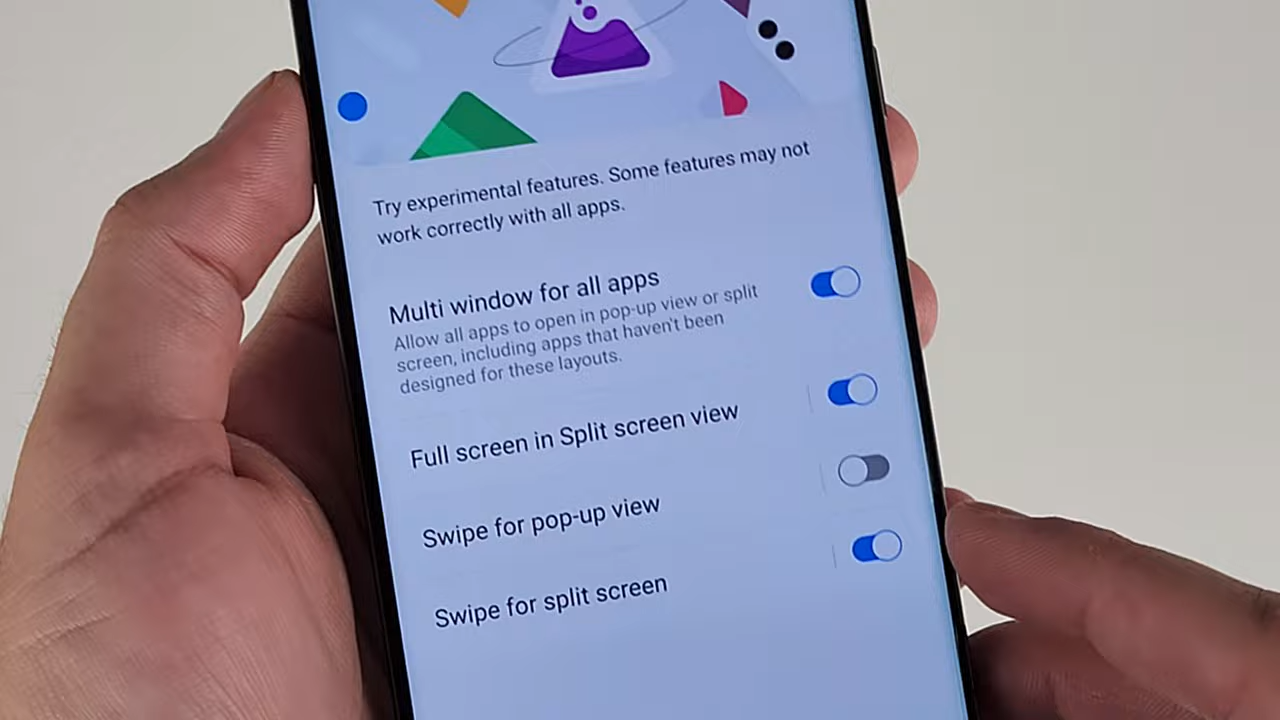 Try experimental features. Some features may not
work correctly with all apps.
Multi window for all apps
Allow all apps to open in pop-up view or split
screen, including apps that haven't been
designed for these layouts.
Full screen in Split screen view
Swipe for pop-up view
Swipe for split screen